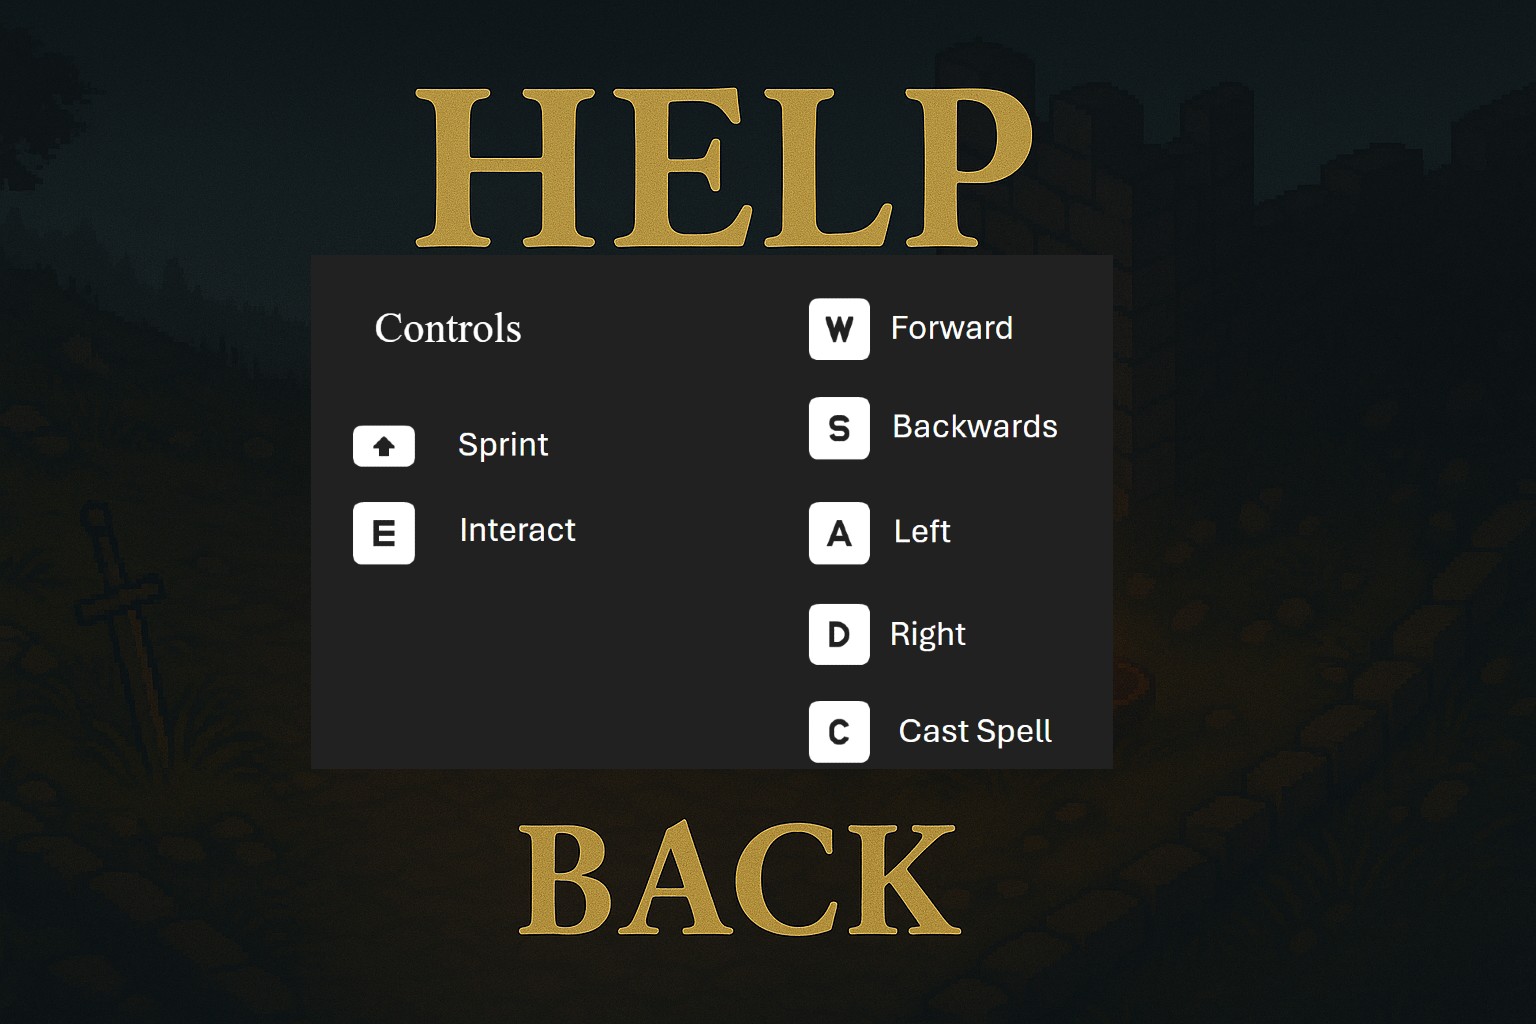 HELP
Controls
Sprint
E Interact
W Forward
S Backwards
A Left
D Right
C Cast Spell
BACK